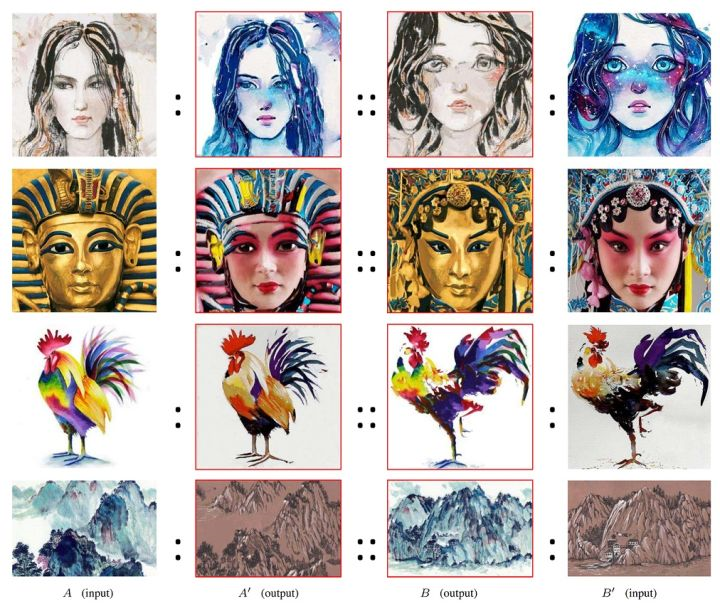 : :: :
: :: :
: :: :
: :: :
A (input) A′ (output) B (output) B′ (input)